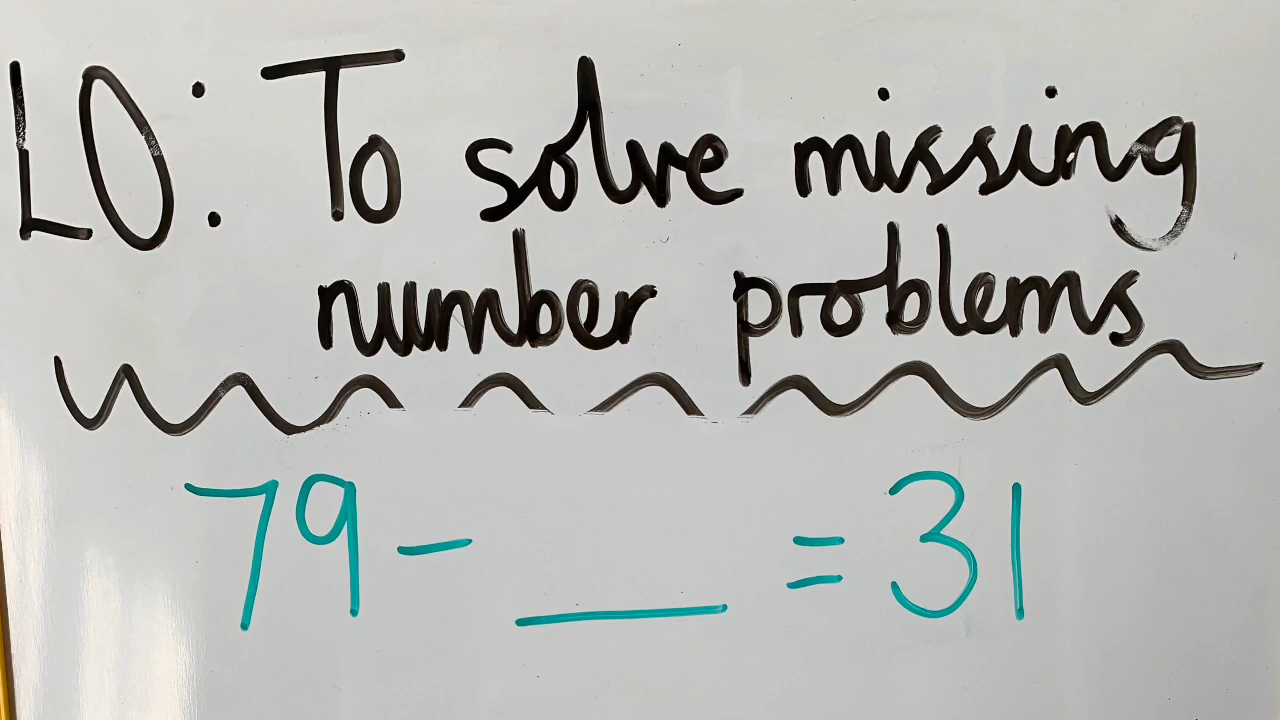 LO: To solve missing
number problems
79 - ___ = 31